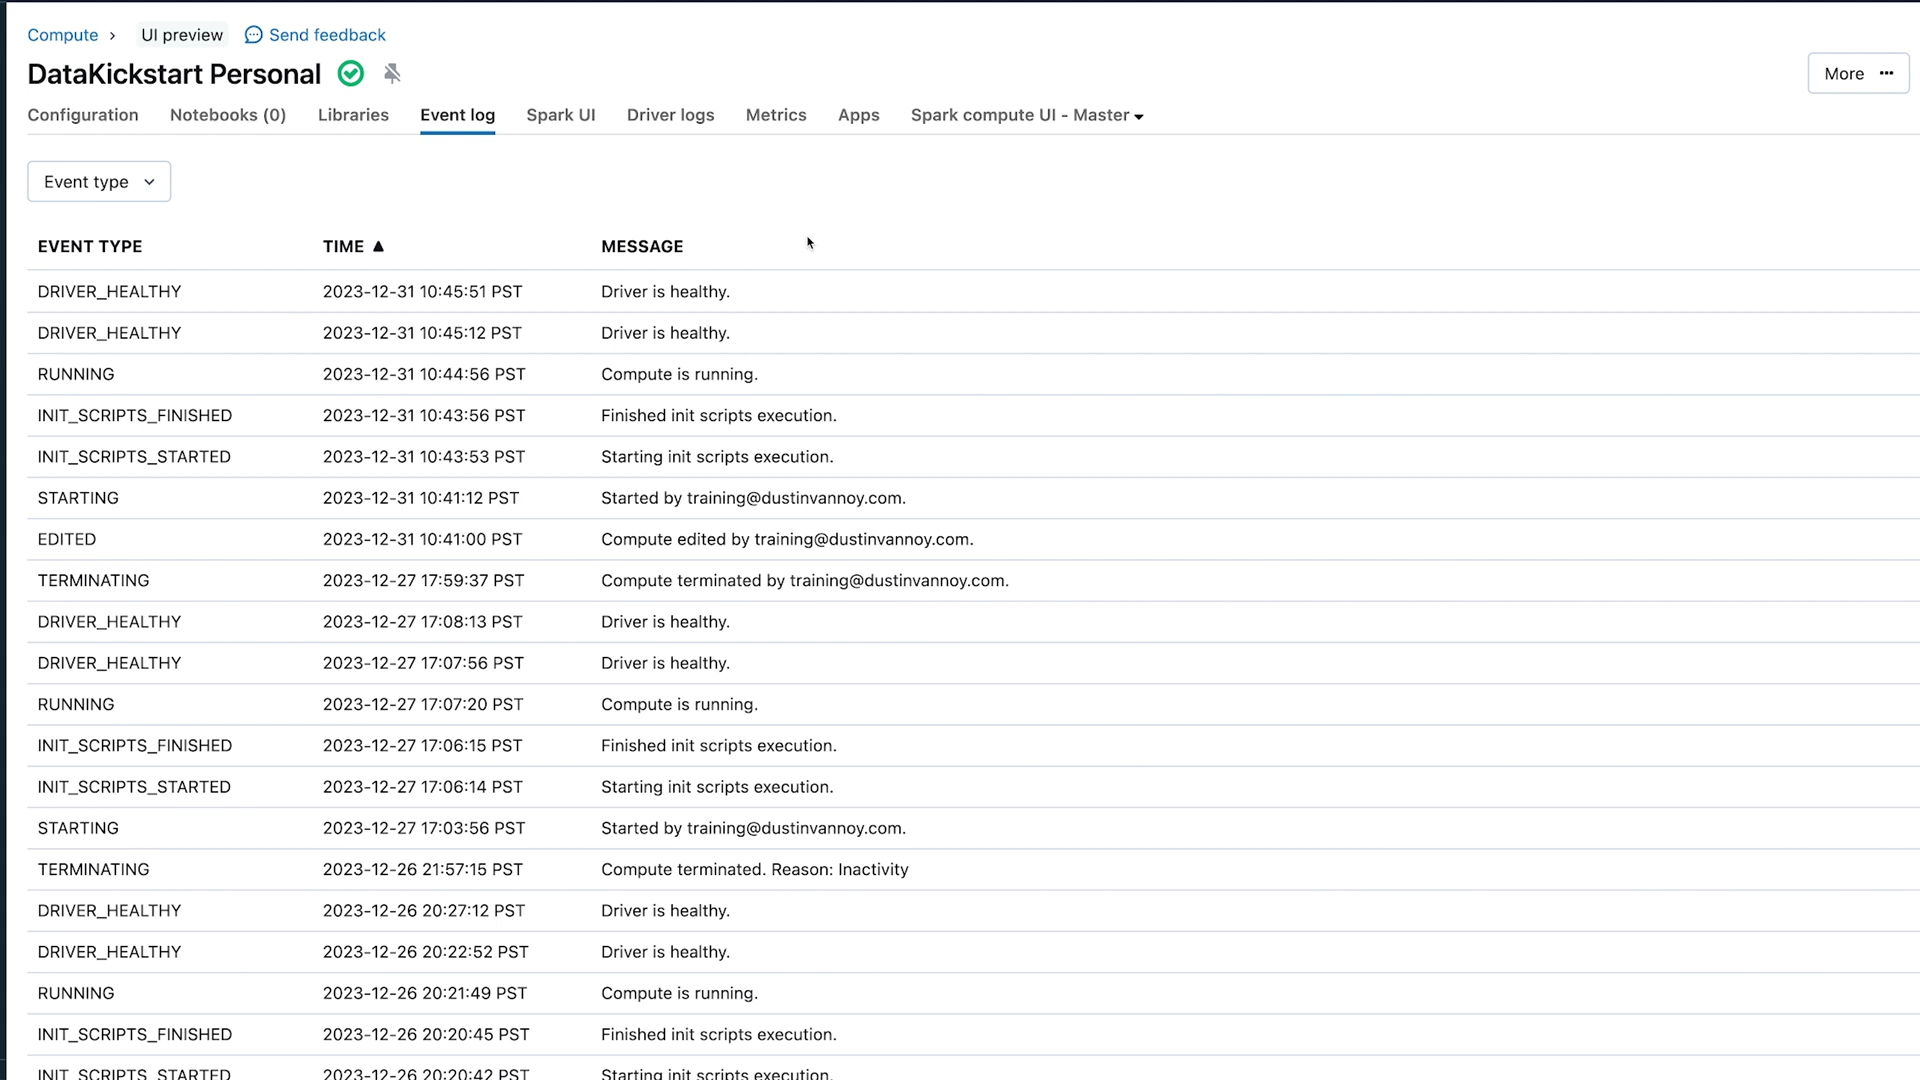 Compute › UI preview Send feedback
DataKickstart Personal
More ···
Configuration Notebooks (0) Libraries Event log Spark UI Driver logs Metrics Apps Spark compute UI - Master
Event type
EVENT TYPE TIME MESSAGE
DRIVER_HEALTHY 2023-12-31 10:45:51 PST Driver is healthy.
DRIVER_HEALTHY 2023-12-31 10:45:12 PST Driver is healthy.
RUNNING 2023-12-31 10:44:56 PST Compute is running.
INIT_SCRIPTS_FINISHED 2023-12-31 10:43:56 PST Finished init scripts execution.
INIT_SCRIPTS_STARTED 2023-12-31 10:43:53 PST Starting init scripts execution.
STARTING 2023-12-31 10:41:12 PST Started by training@dustinvannoy.com.
EDITED 2023-12-31 10:41:00 PST Compute edited by training@dustinvannoy.com.
TERMINATING 2023-12-27 17:59:37 PST Compute terminated by training@dustinvannoy.com.
DRIVER_HEALTHY 2023-12-27 17:08:13 PST Driver is healthy.
DRIVER_HEALTHY 2023-12-27 17:07:56 PST Driver is healthy.
RUNNING 2023-12-27 17:07:20 PST Compute is running.
INIT_SCRIPTS_FINISHED 2023-12-27 17:06:15 PST Finished init scripts execution.
INIT_SCRIPTS_STARTED 2023-12-27 17:06:14 PST Starting init scripts execution.
STARTING 2023-12-27 17:03:56 PST Started by training@dustinvannoy.com.
TERMINATING 2023-12-26 21:57:15 PST Compute terminated. Reason: Inactivity
DRIVER_HEALTHY 2023-12-26 20:27:12 PST Driver is healthy.
DRIVER_HEALTHY 2023-12-26 20:22:52 PST Driver is healthy.
RUNNING 2023-12-26 20:21:49 PST Compute is running.
INIT_SCRIPTS_FINISHED 2023-12-26 20:20:45 PST Finished init scripts execution.
INIT_SCRIPTS_STARTED 2023-12-26 20:20:42 PST Starting init scripts execution.